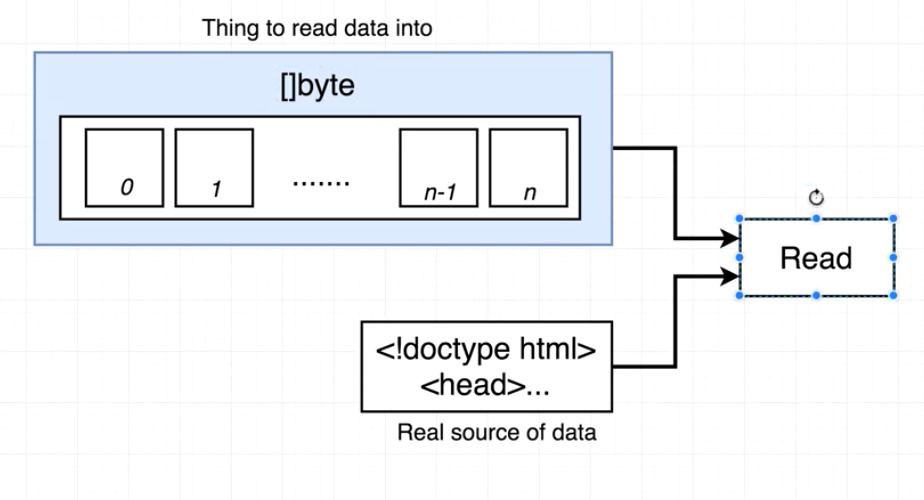 Thing to read data into
[]byte
0 1 ....... n-1 n
Read
<!doctype html>
<head>...
Real source of data